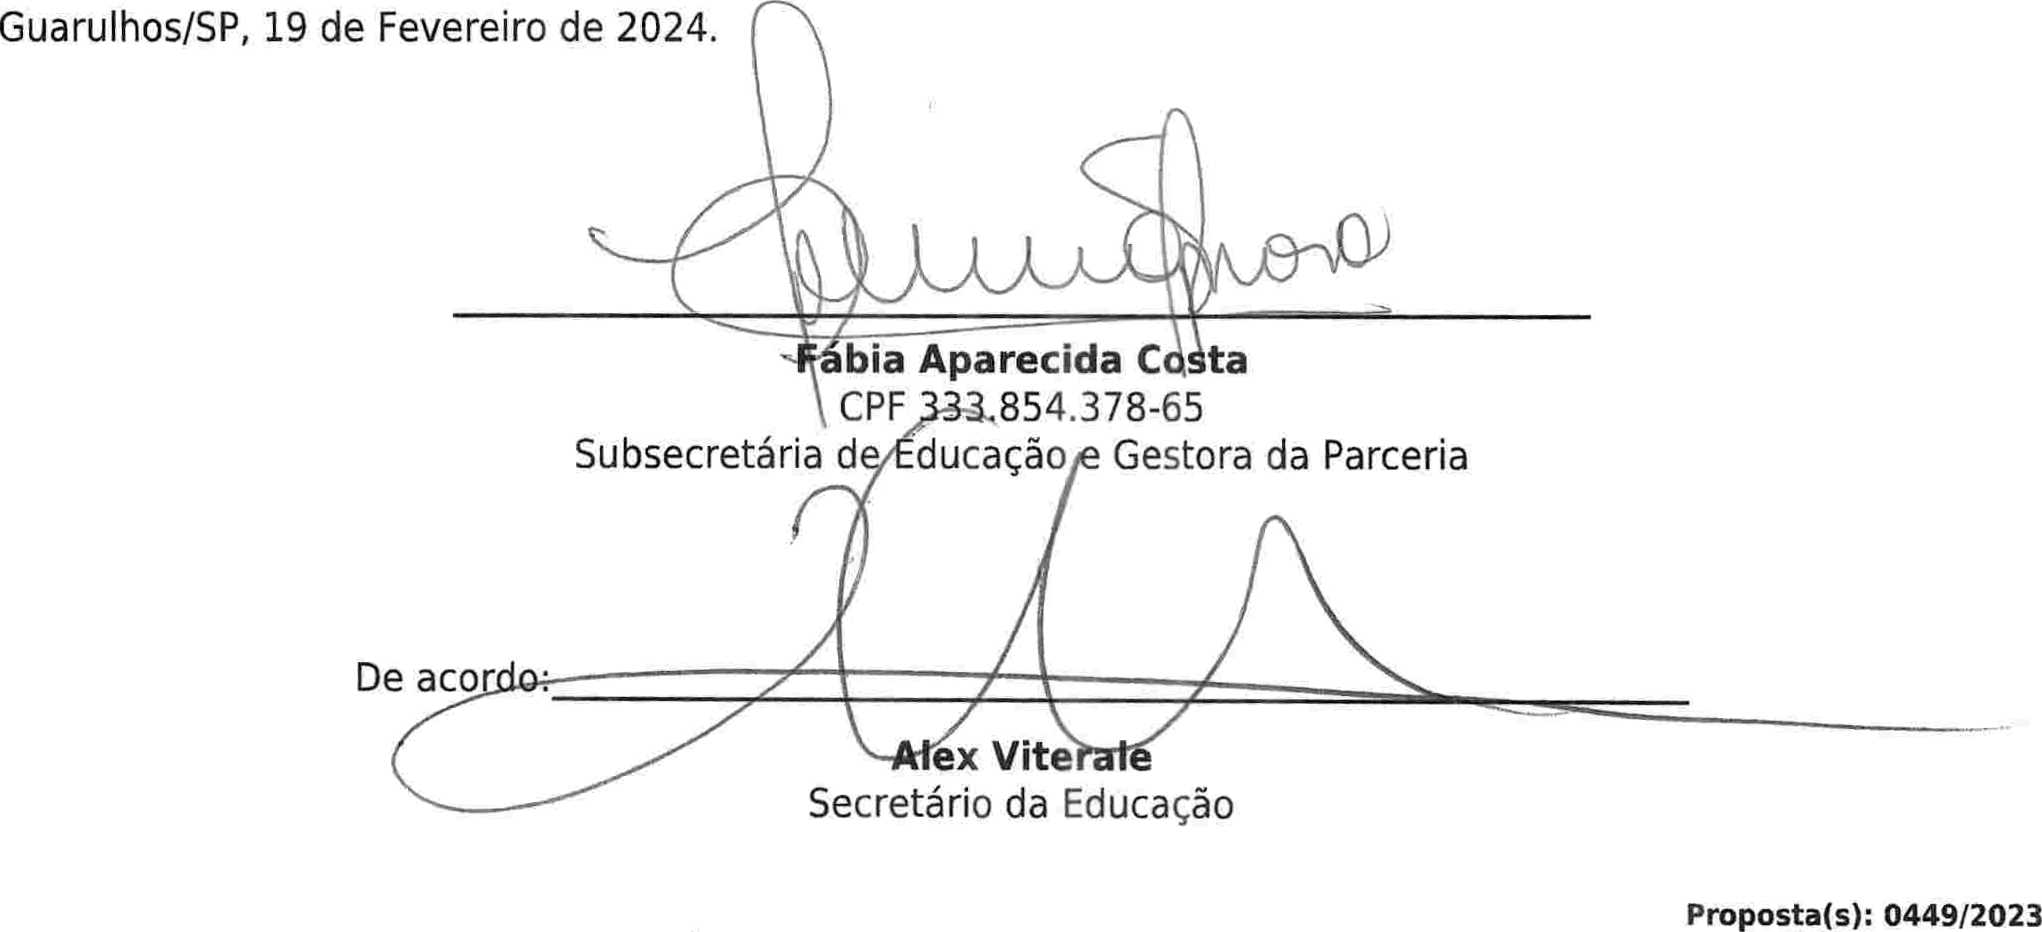 Guarulhos/SP, 19 de Fevereiro de 2024.
Fábia Aparecida Costa
CPF 333.854.378-65
Subsecretária de Educação e Gestora da Parceria
De acordo:
Alex Viterale
Secretário da Educação
Proposta(s): 0449/2023